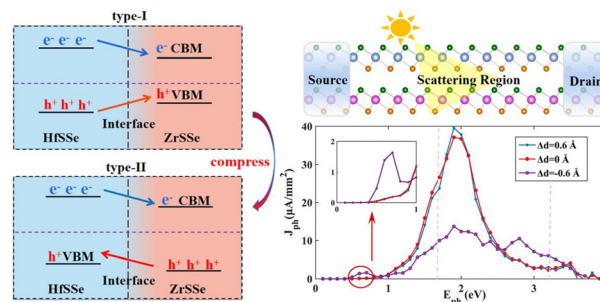 type-I
e⁻ e⁻ e⁻
e⁻ CBM
h⁺ h⁺ h⁺
h⁺VBM
HfSSe
Interface
ZrSSe
compress
type-II
e⁻ e⁻ e⁻
e⁻ CBM
h⁺VBM
h⁺ h⁺ h⁺
HfSSe
Interface
ZrSSe
Source
Scattering Region
Drain
40
30
20
10
0
J_ph(μA/mm²)
2
1
0
0
1
Δd=0.6 Å
Δd=0 Å
Δd=-0.6 Å
0
1
2
3
E_ph (eV)